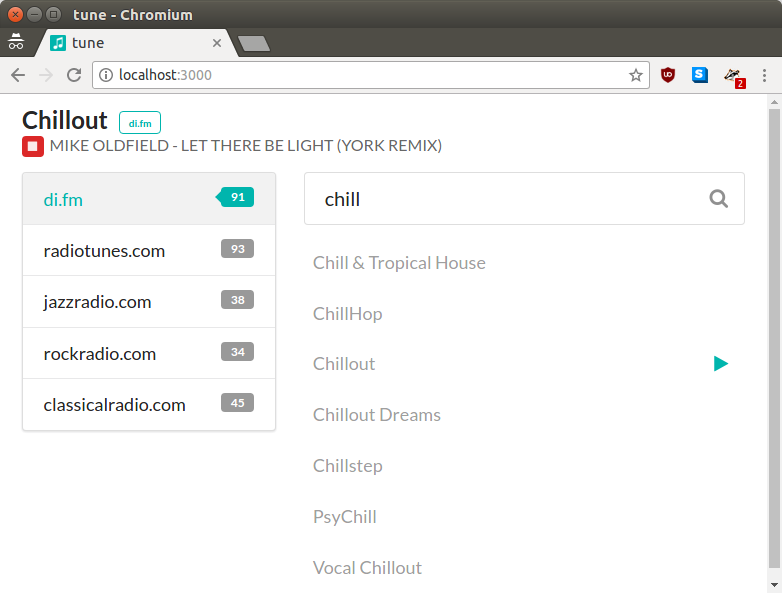 tune - Chromium
tune
localhost:3000
UD
S
2
Chillout di.fm
MIKE OLDFIELD - LET THERE BE LIGHT (YORK REMIX)
di.fm 91
radiotunes.com 93
jazzradio.com 38
rockradio.com 34
classicalradio.com 45
chill
Chill & Tropical House
ChillHop
Chillout
Chillout Dreams
Chillstep
PsyChill
Vocal Chillout